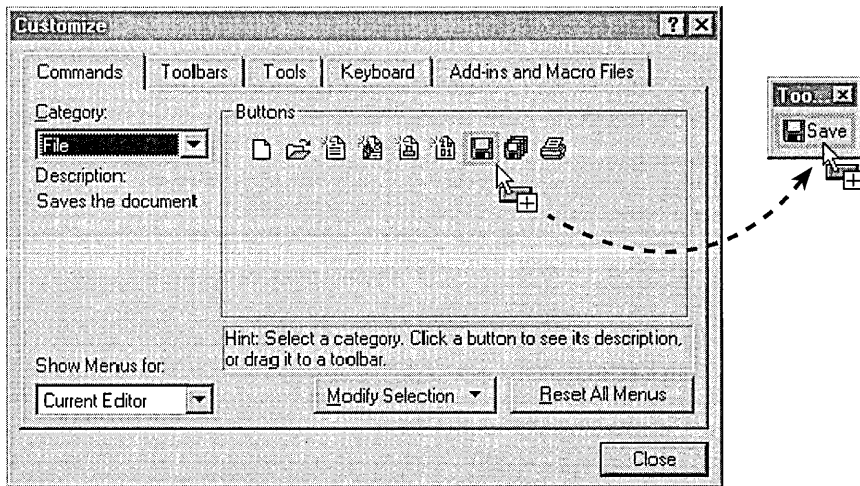 Customize
Commands Toolbars Tools Keyboard Add-ins and Macro Files
Category:
File
Description:
Saves the document
Buttons
Hint: Select a category. Click a button to see its description,
or drag it to a toolbar.
Show Menus for:
Current Editor
Modify Selection
Reset All Menus
Close
Too...
Save